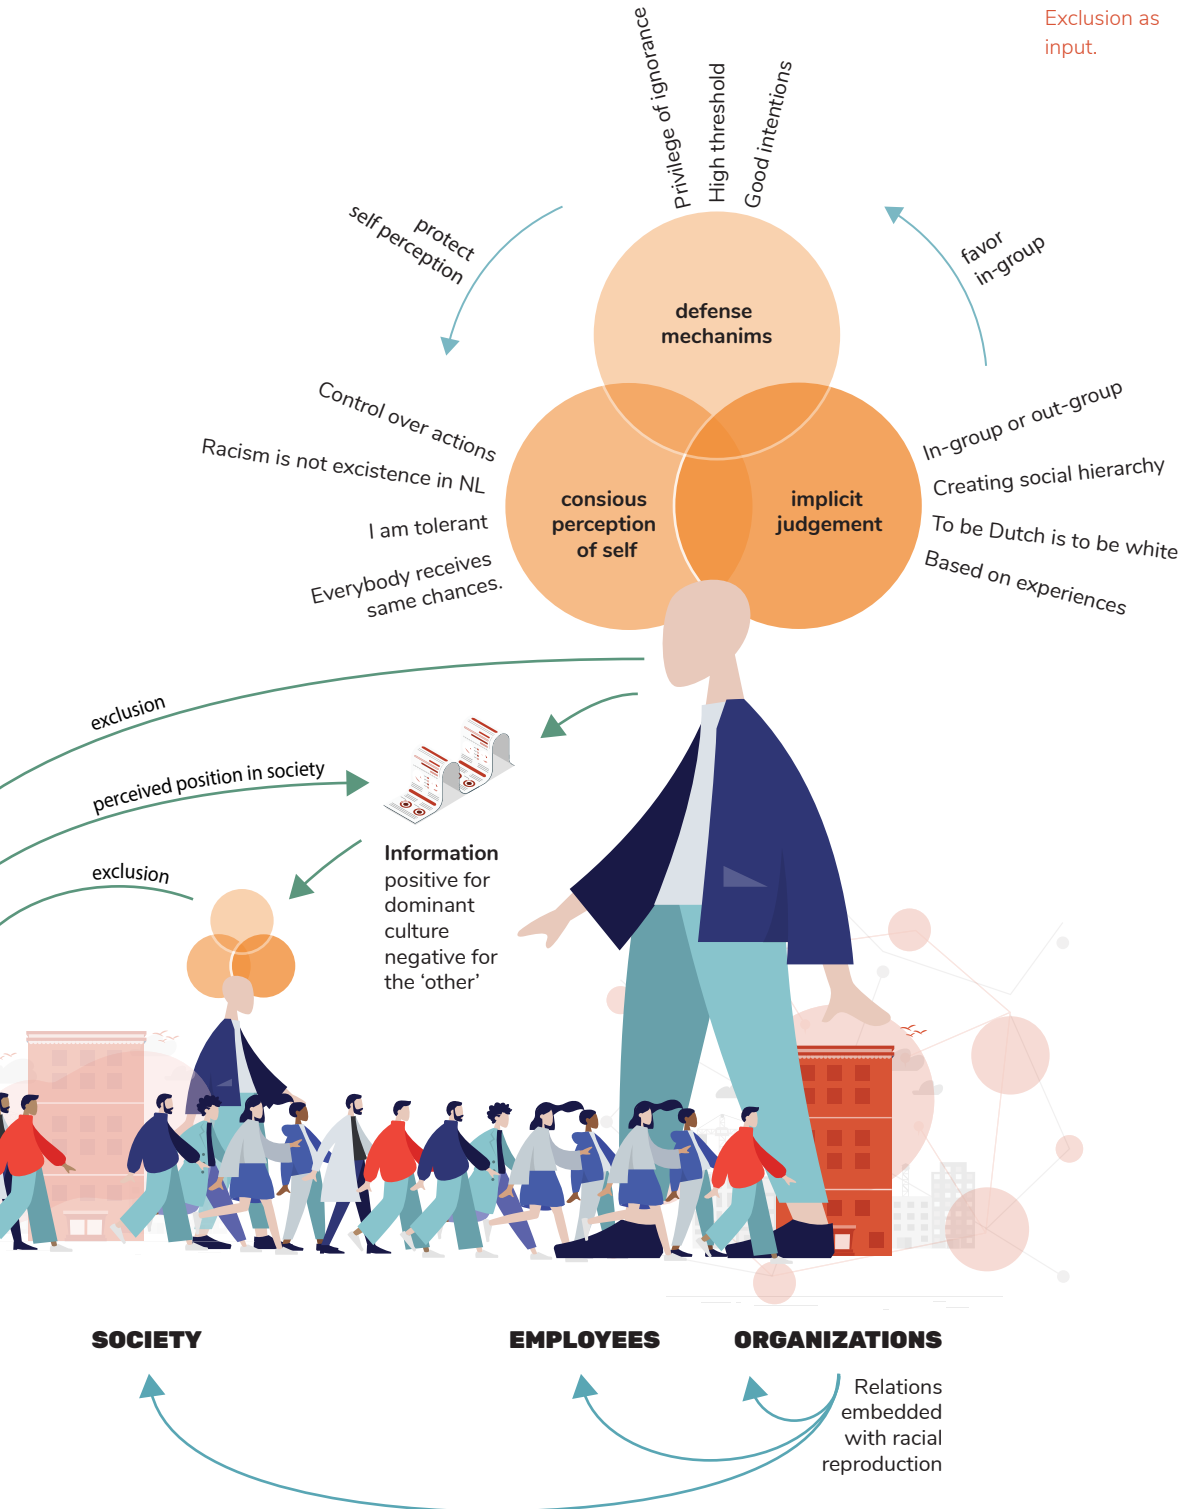 Exclusion as
input.
Privilege of ignorance
High threshold
Good intentions
protect
self perception
favor
in-group
defense
mechanims
Control over actions
Racism is not excistence in NL
I am tolerant
Everybody receives
same chances.
consious
perception
of self
implicit
judgement
In-group or out-group
Creating social hierarchy
To be Dutch is to be white
Based on experiences
exclusion
perceived position in society
exclusion
Information
positive for
dominant
culture
negative for
the ‘other’
SOCIETY
EMPLOYEES
ORGANIZATIONS
Relations
embedded
with racial
reproduction